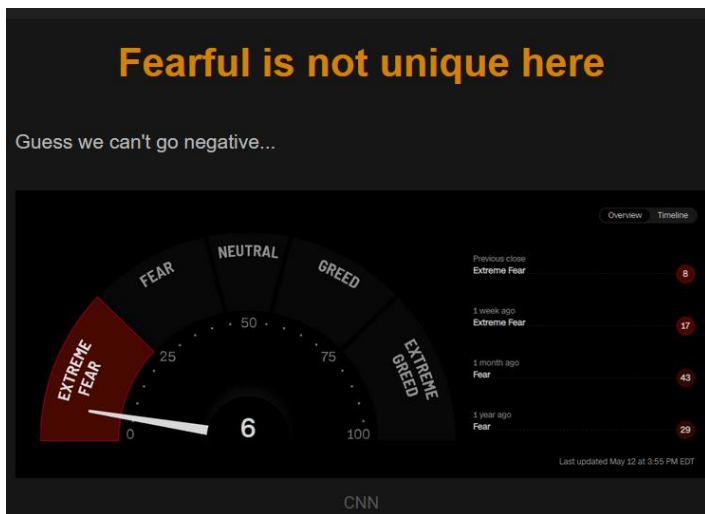 Fearful is not unique here
Guess we can't go negative...
Overview Timeline
EXTREME
FEAR
FEAR
NEUTRAL
GREED
EXTREME
GREED
0
25
50
75
100
6
Previous close
Extreme Fear
8
1 week ago
Extreme Fear
17
1 month ago
Fear
43
1 year ago
Fear
29
Last updated May 12 at 3:55 PM EDT
CNN